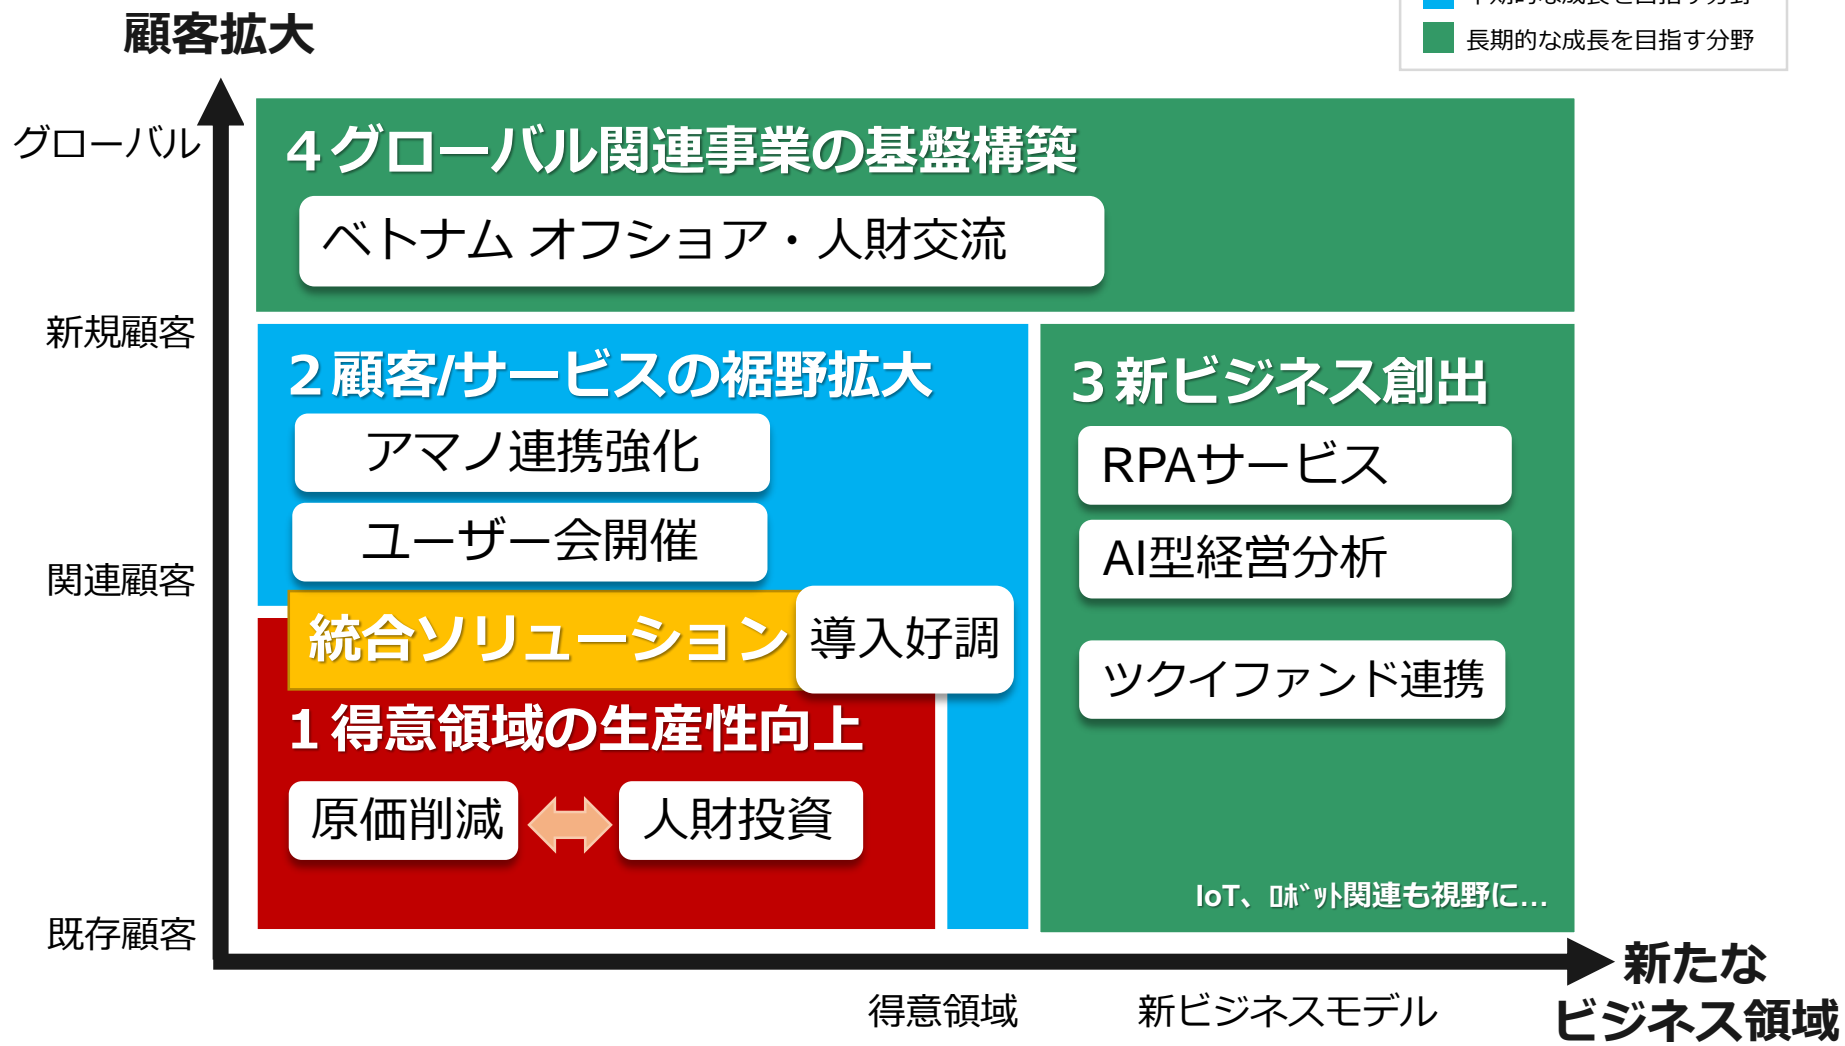 長期的な成長を目指す分野
顧客拡大
グローバル
新規顧客
関連顧客
既存顧客
４グローバル関連事業の基盤構築
ベトナム オフショア・人財交流
２顧客/サービスの裾野拡大
アマノ連携強化
ユーザー会開催
統合ソリューション
導入好調
１得意領域の生産性向上
原価削減
人財投資
３新ビジネス創出
RPAサービス
AI型経営分析
ツクイファンド連携
IoT、ﾛﾎﾞｯﾄ関連も視野に…
得意領域
新ビジネスモデル
新たな
ビジネス領域